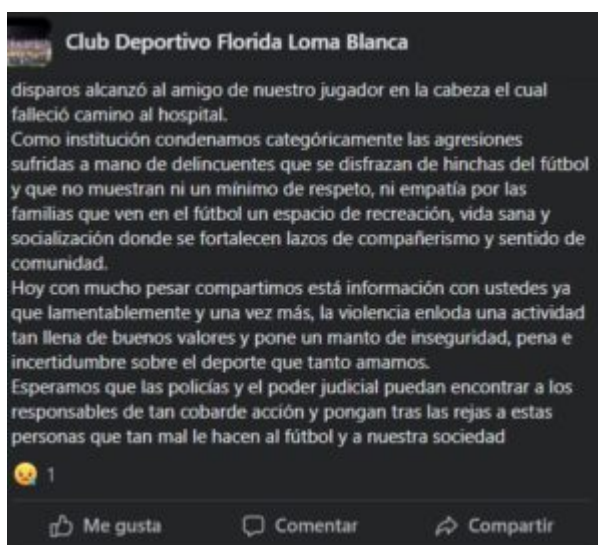 Club Deportivo Florida Loma Blanca
disparos alcanzó al amigo de nuestro jugador en la cabeza el cual
falleció camino al hospital.
Como institución condenamos categóricamente las agresiones
sufridas a mano de delincuentes que se disfrazan de hinchas del fútbol
y que no muestran ni un mínimo de respeto, ni empatía por las
familias que ven en el fútbol un espacio de recreación, vida sana y
socialización donde se fortalecen lazos de compañerismo y sentido de
comunidad.
Hoy con mucho pesar compartimos está información con ustedes ya
que lamentablemente y una vez más, la violencia enloda una actividad
tan llena de buenos valores y pone un manto de inseguridad, pena e
incertidumbre sobre el deporte que tanto amamos.
Esperamos que las policías y el poder judicial puedan encontrar a los
responsables de tan cobarde acción y pongan tras las rejas a estas
personas que tan mal le hacen al fútbol y a nuestra sociedad
1
Me gusta Comentar Compartir